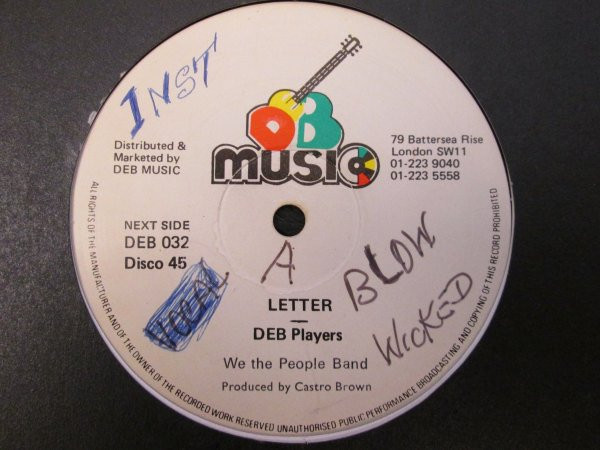 INST
DB
MUSIC
Distributed &
Marketed by
DEB MUSIC
79 Battersea Rise
London SW11
01-223 9040
01-223 5558
NEXT SIDE
DEB 032
Disco 45
VOCAL
A
BLOW
WICKED
LETTER
DEB Players
We the People Band
Produced by Castro Brown
ALL RIGHTS OF THE MANUFACTURER AND OF THE OWNER OF THE RECORDED WORK RESERVED UNAUTHORISED PUBLIC PERFORMANCE BROADCASTING AND COPYING OF THIS RECORD PROHIBITED